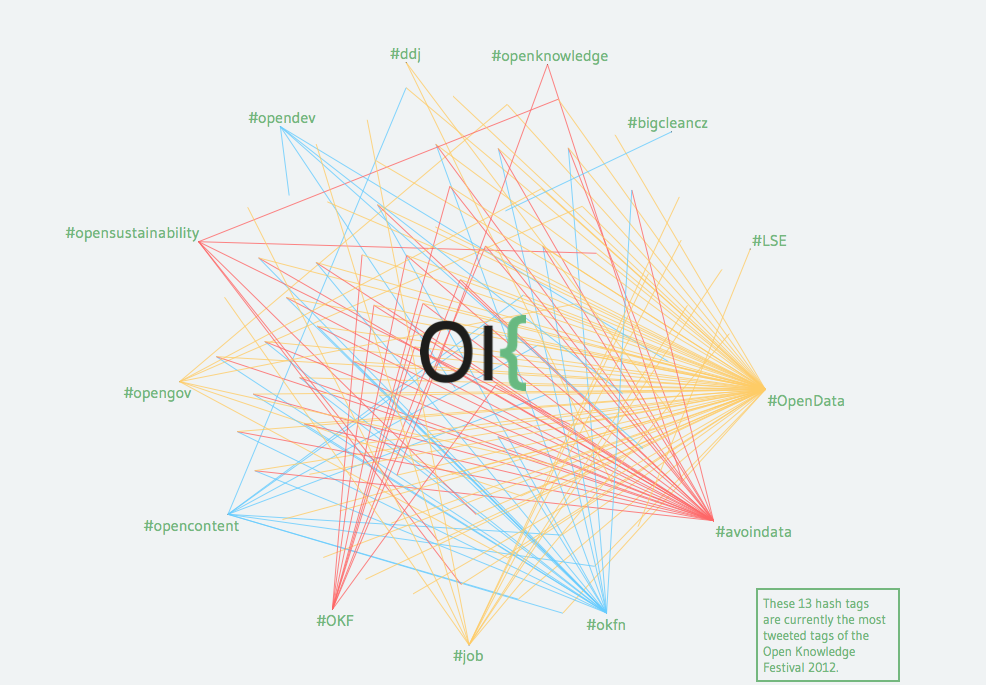 #ddj
#openknowledge
#opendev
#bigcleancz
#opensustainability
#LSE
OI{
#opengov
#OpenData
#opencontent
#avoindata
#OKF
#okfn
#job
These 13 hash tags
are currently the most
tweeted tags of the
Open Knowledge
Festival 2012.